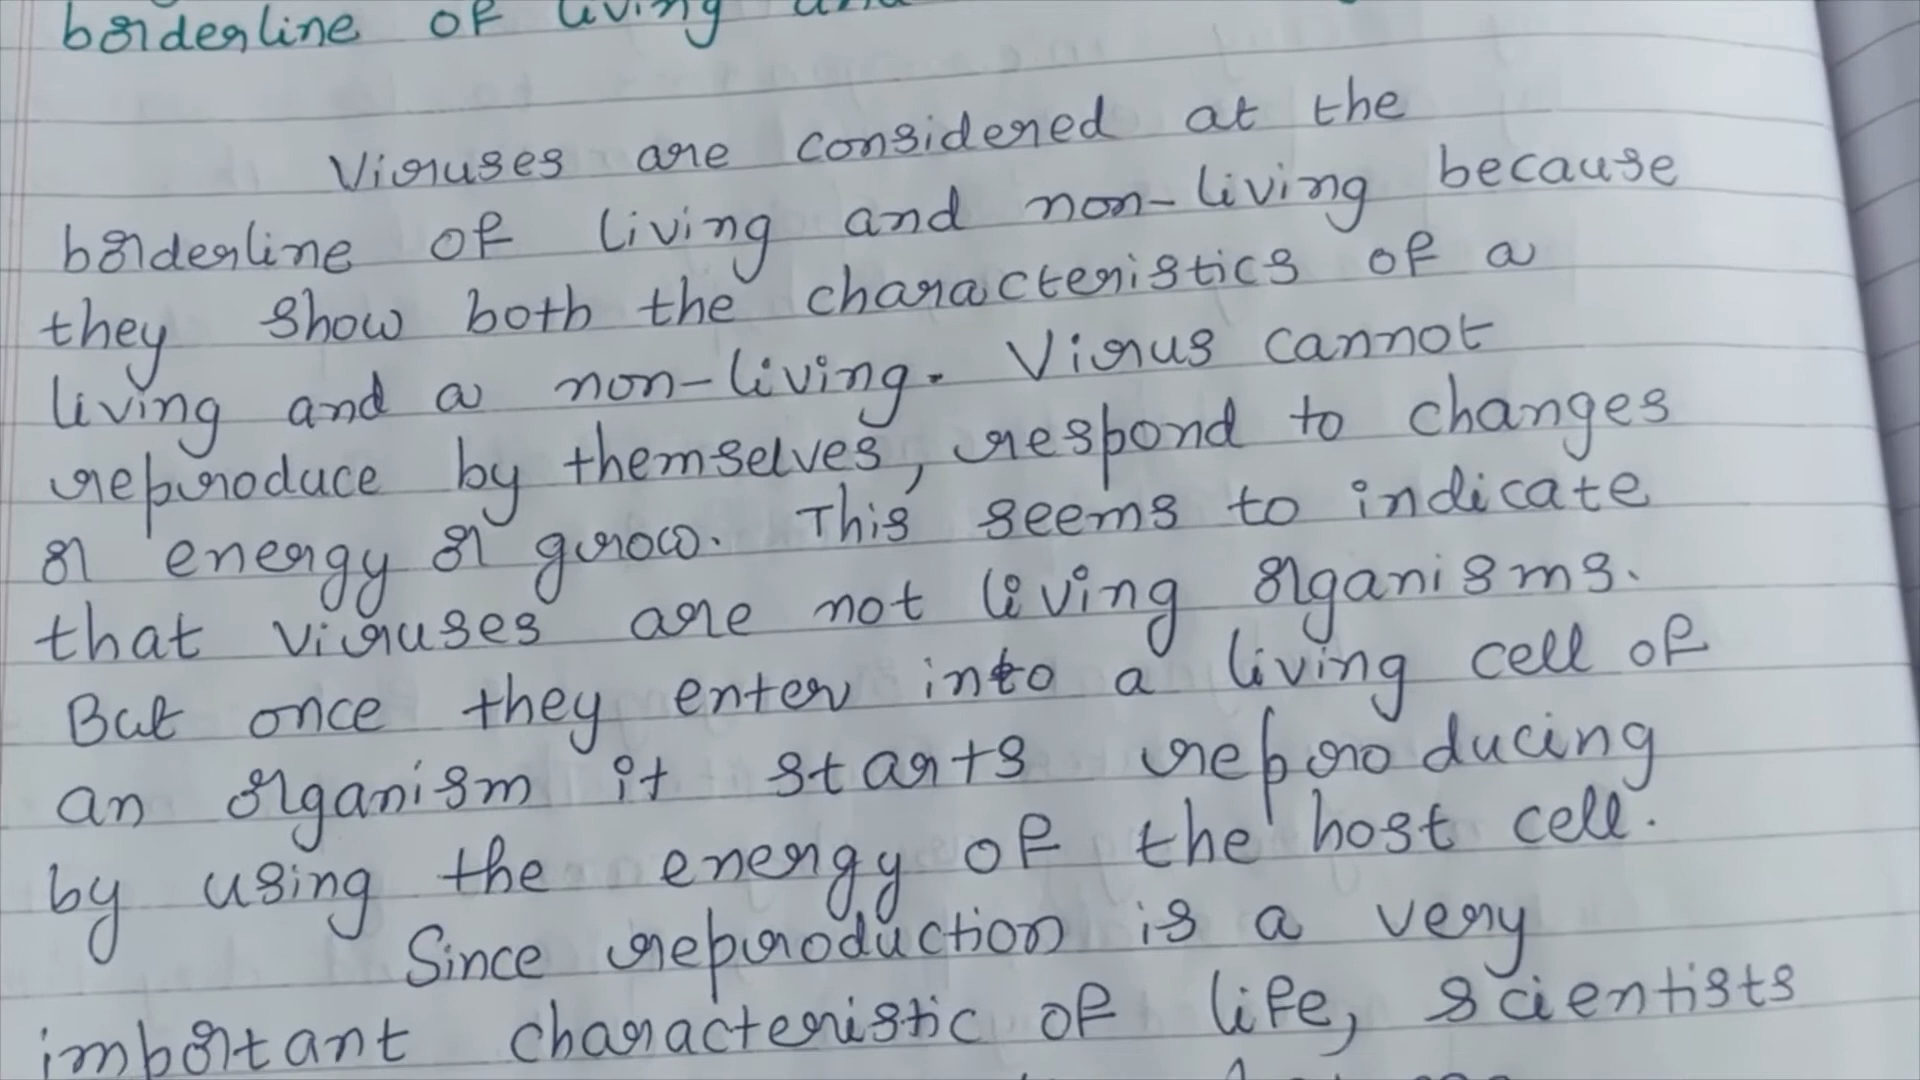 borderline of living
Viruses are considered at the
borderline of living and non-living because
they show both the characteristics of a
living and a non-living. Virus cannot
reproduce by themselves, respond to changes
or energy or grow. This seems to indicate
that viruses are not living organisms.
But once they enter into a living cell of
an organism it starts reproducing
by using the energy of the host cell.
Since reproduction is a very
important characteristic of life, scientists